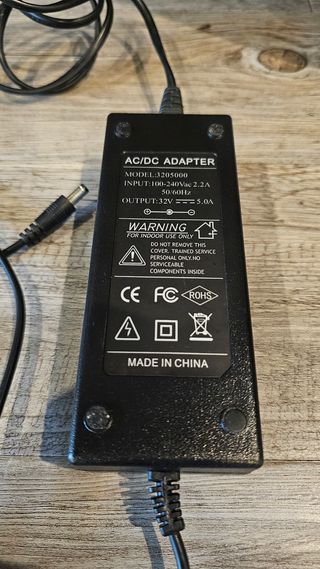 AC/DC ADAPTER
MODEL:3205000
INPUT:100-240Vac 2.2A
50/60Hz
OUTPUT:32V ⎓ 5.0A
WARNING
FOR INDOOR USE ONLY
DO NOT REMOVE THIS
COVER. TRAINED SERVICE
PERSONAL ONLY.NO
SERVICEABLE
COMPONENTS INSIDE
CE FC RoHS
MADE IN CHINA